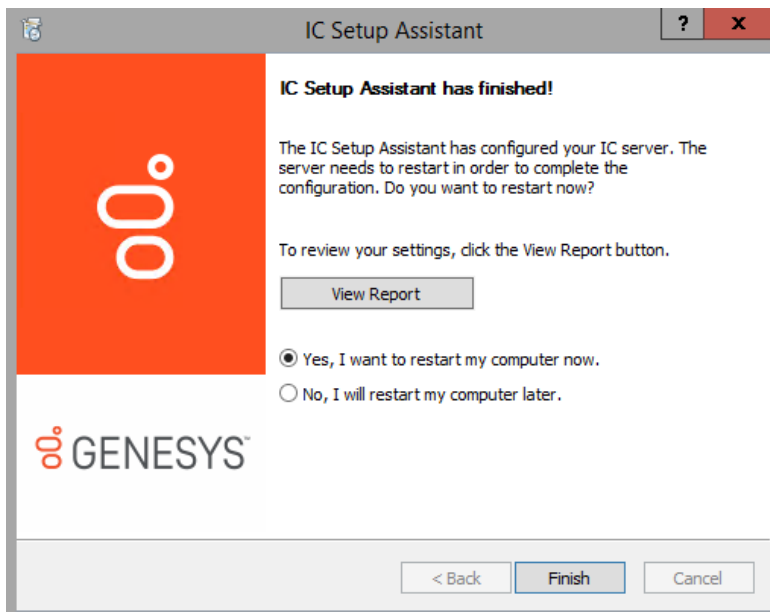 IC Setup Assistant
?
x
IC Setup Assistant has finished!
The IC Setup Assistant has configured your IC server. The
server needs to restart in order to complete the
configuration. Do you want to restart now?
To review your settings, click the View Report button.
View Report
Yes, I want to restart my computer now.
No, I will restart my computer later.
GENESYS™
< Back
Finish
Cancel